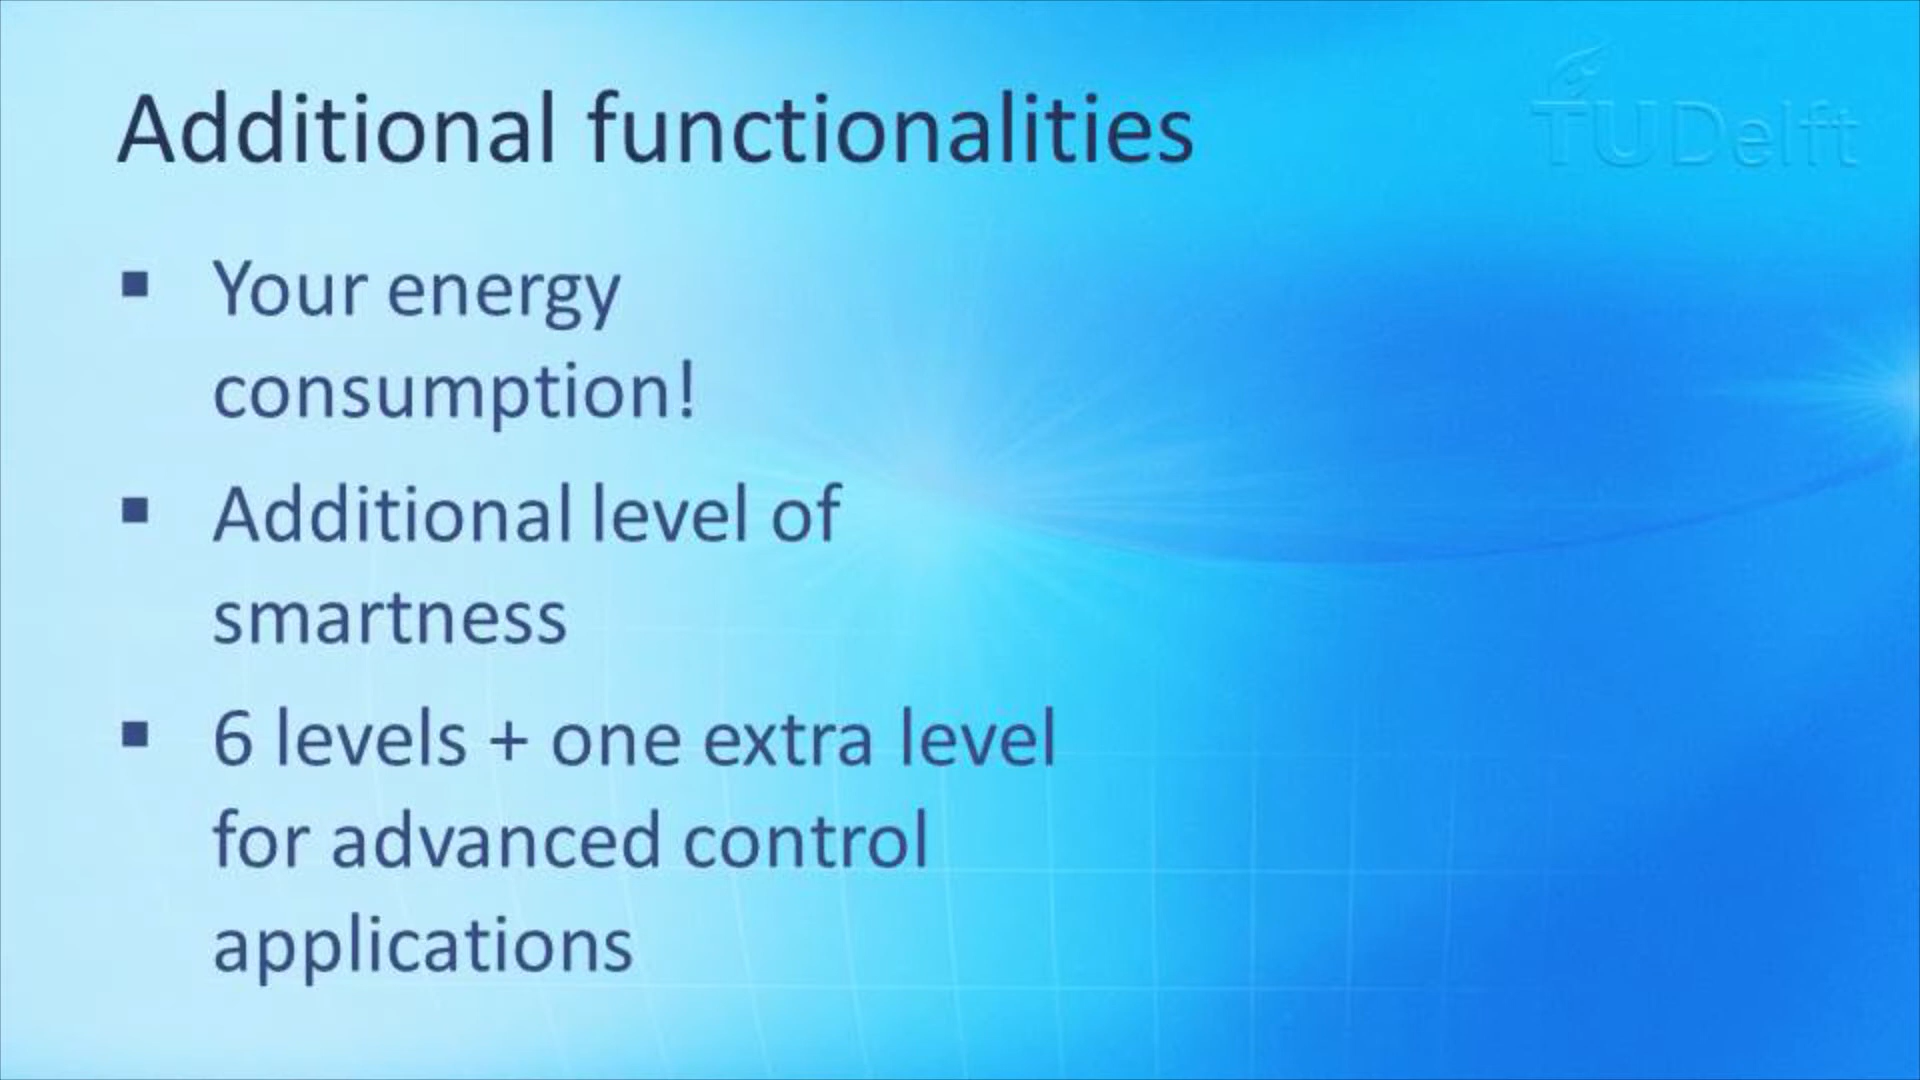 Additional functionalities
TUDelft
▪ Your energy
consumption!
▪ Additional level of
smartness
▪ 6 levels + one extra level
for advanced control
applications